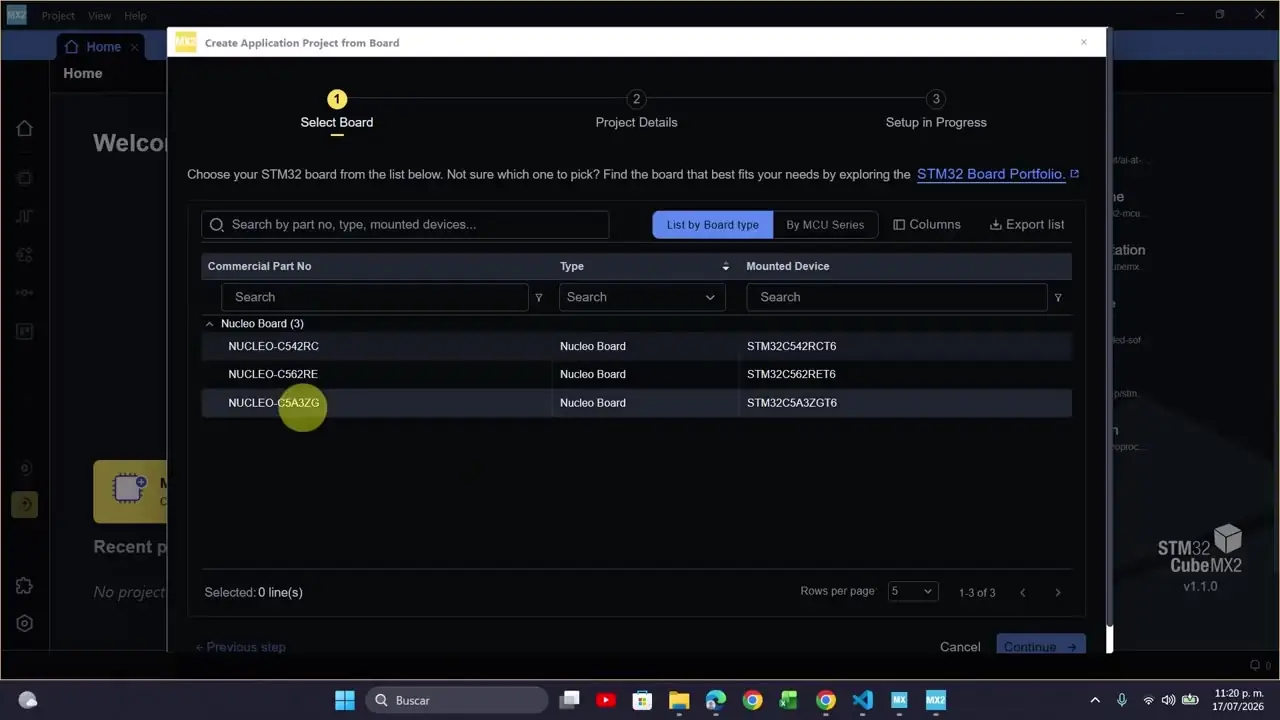 MX2 Project View Help
Home
Home
Welco
MX2 Create Application Project from Board
1 2 3
Select Board Project Details Setup in Progress
Choose your STM32 board from the list below. Not sure which one to pick? Find the board that best fits your needs by exploring the STM32 Board Portfolio.
Search by part no, type, mounted devices... List by Board type By MCU Series Columns Export list
Commercial Part No Type Mounted Device
Search Search Search
Nucleo Board (3)
NUCLEO-C542RC Nucleo Board STM32C542RCT6
NUCLEO-C562RE Nucleo Board STM32C562RET6
NUCLEO-C5A3ZG Nucleo Board STM32C5A3ZGT6
Recent p
No project
Selected: 0 line(s) Rows per page 5 1-3 of 3
Previous step Cancel Continue
STM32
CubeMX2
v1.1.0
0
Buscar
MX MX2
11:20 p. m.
17/07/2026